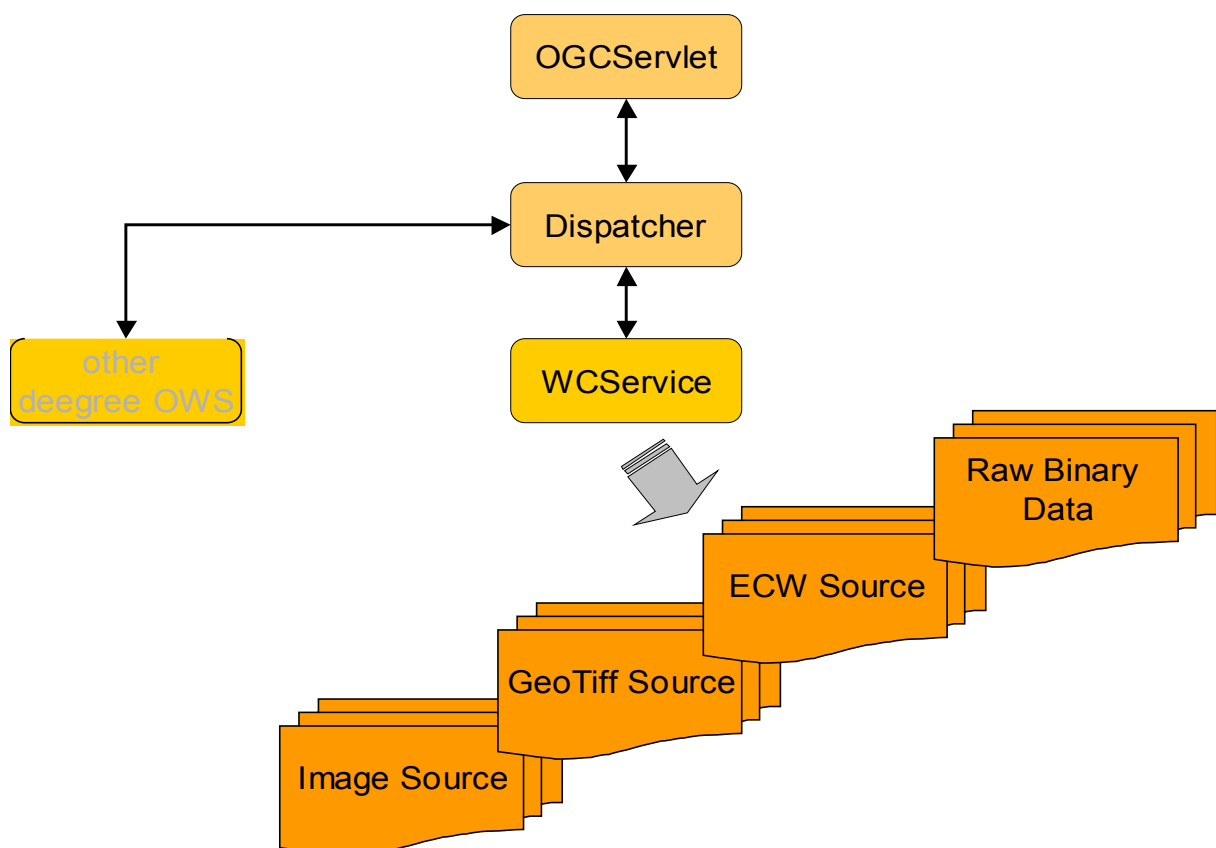 OGCServlet
Dispatcher
other
deegree OWS
WCService
Raw Binary
Data
ECW Source
GeoTiff Source
Image Source